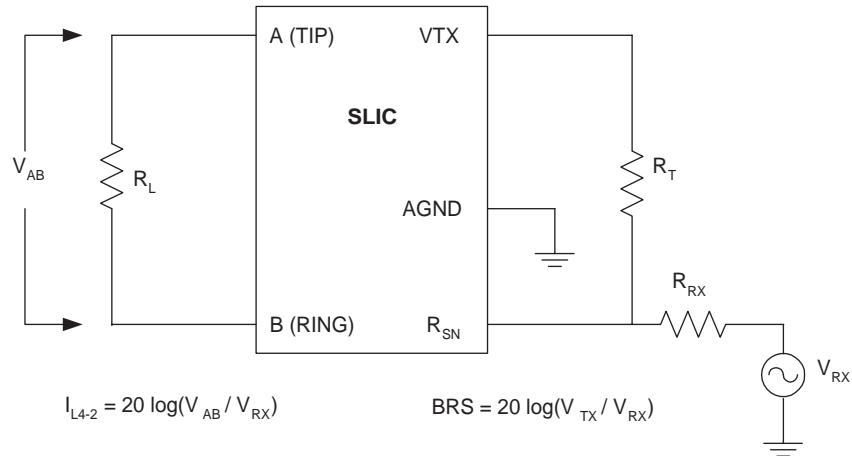 A (TIP)
VTX
SLIC
V_AB
R_L
R_T
AGND
R_RX
B (RING)
R_SN
V_RX
I_L4-2 = 20 log(V_AB / V_RX)
BRS = 20 log(V_TX / V_RX)